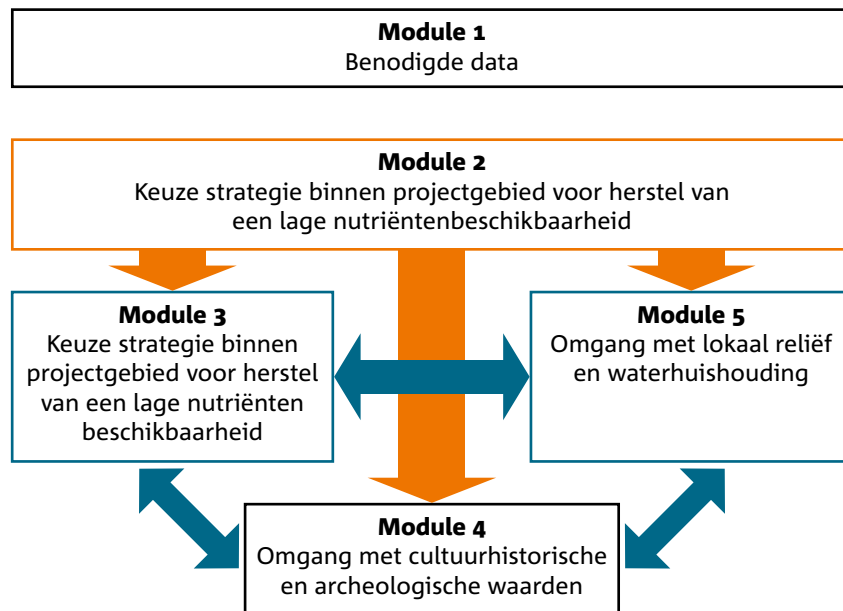 Module 1
Benodigde data
Module 2
Keuze strategie binnen projectgebied voor herstel van
een lage nutriëntenbeschikbaarheid
Module 3
Keuze strategie binnen
projectgebied voor herstel
van een lage nutriënten
beschikbaarheid
Module 5
Omgang met lokaal reliëf
en waterhuishouding
Module 4
Omgang met cultuurhistorische
en archeologische waarden